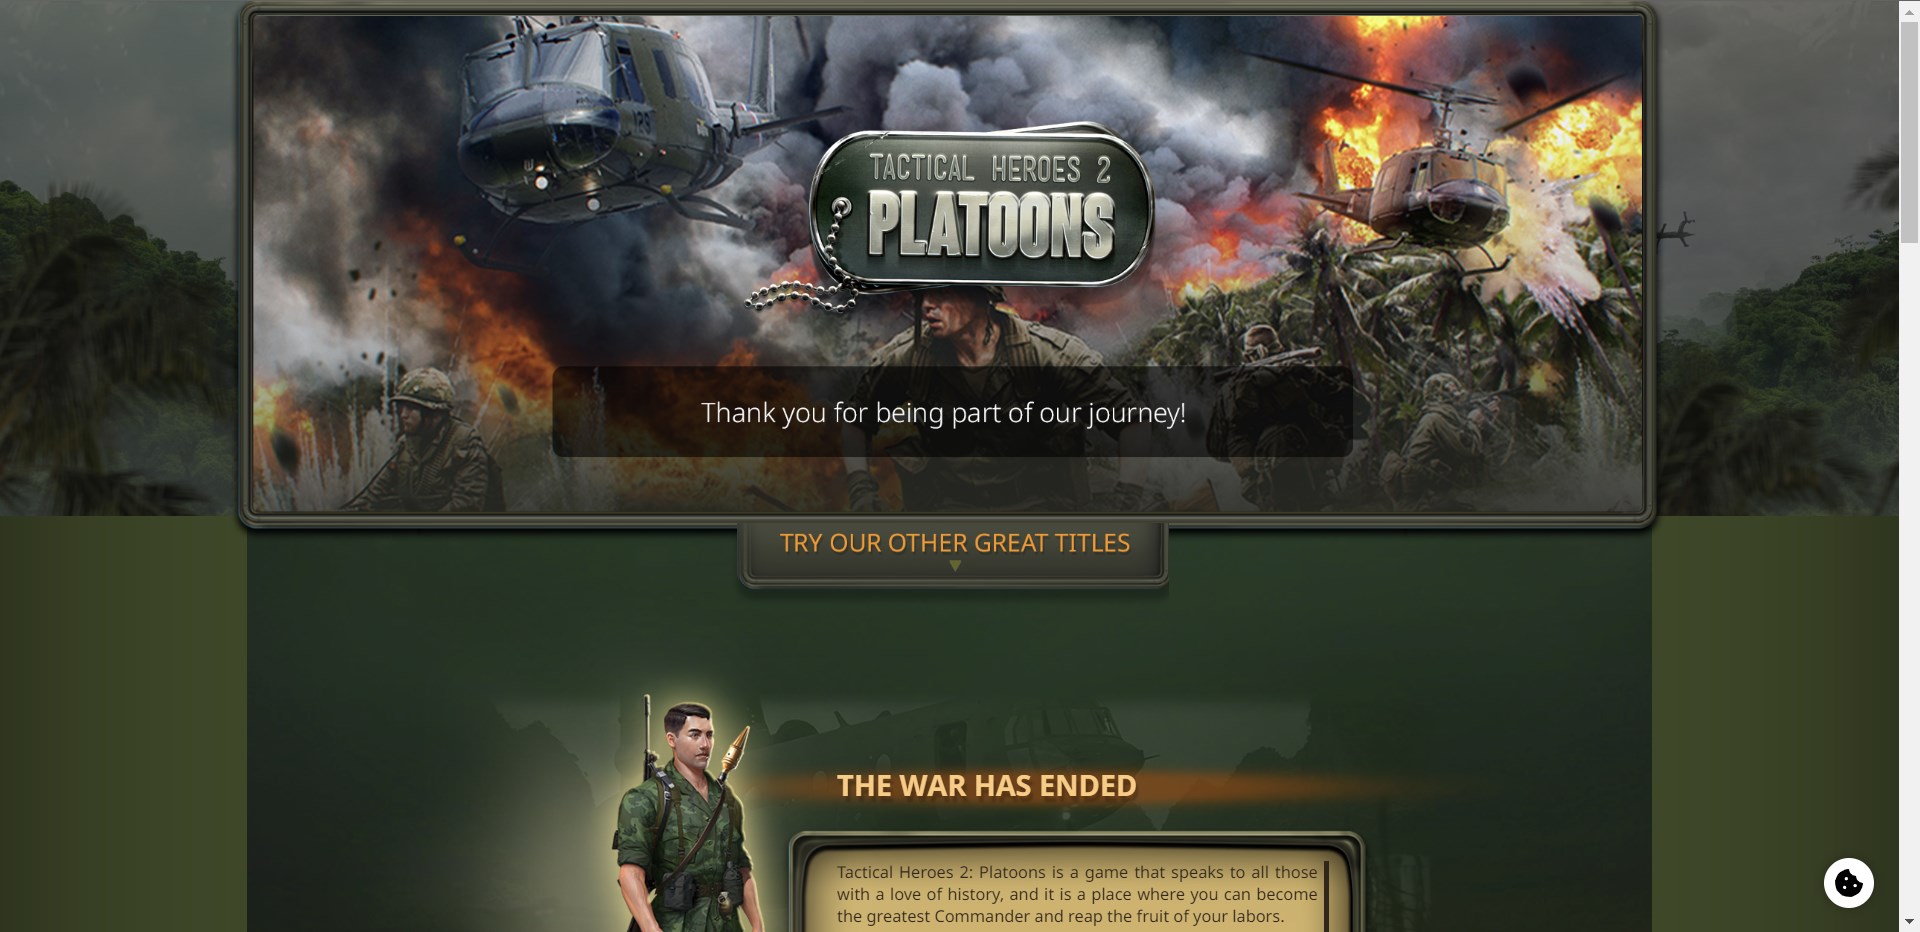 TACTICAL HEROES 2
PLATOONS
Thank you for being part of our journey!
TRY OUR OTHER GREAT TITLES
THE WAR HAS ENDED
Tactical Heroes 2: Platoons is a game that speaks to all those
with a love of history, and it is a place where you can become
the greatest Commander and reap the fruit of your labors.